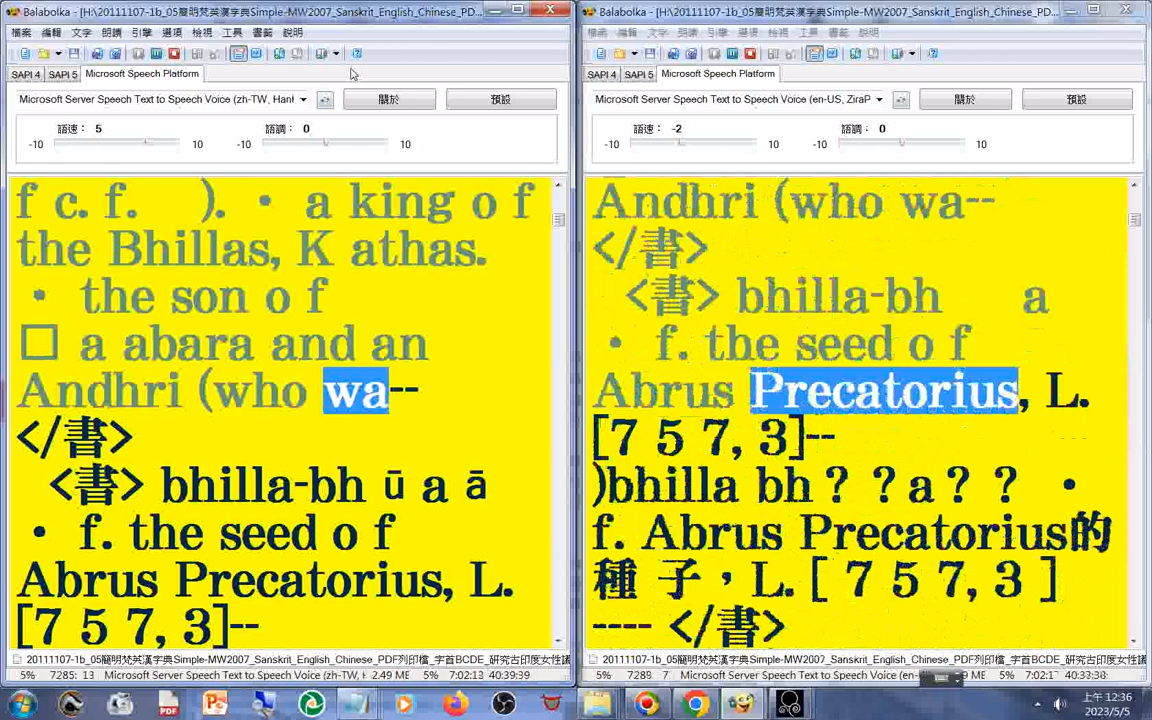 Balabolka - [H:\20111107-1b_05簡明梵英漢字典Simple-MW2007_Sanskrit_English_Chinese_PD...
檔案 編輯 文字 朗讀 引擎 選項 檢視 工具 書籤 說明
SAPI 4 SAPI 5 Microsoft Speech Platform
Microsoft Server Speech Text to Speech Voice (zh-TW, Hanl
關於 預設
語速： 5 語調： 0
-10 10 -10 10
f c. f. ). • a king o f
the Bhillas, K athas.
• the son o f
□ a abara and an
Andhri (who wa--
</書>
<書> bhilla-bh ū a ā
• f. the seed o f
Abrus Precatorius, L.
[7 5 7, 3]--
20111107-1b_05簡明梵英漢字典Simple-MW2007_Sanskrit_English_Chinese_PDF列印檔_字首BCDE_研究古印度女性議
5% 7285: 13 Microsoft Server Speech Text to Speech Voice (zh-TW, H 2.49 ME 5% 7:02:13 40:39:39
Balabolka - [H:\20111107-1b_05簡明梵英漢字典Simple-MW2007_Sanskrit_English_Chinese_PD...
檔案 編輯 文字 朗讀 引擎 選項 檢視 工具 書籤 說明
SAPI 4 SAPI 5 Microsoft Speech Platform
Microsoft Server Speech Text to Speech Voice (en-US, ZiraP
關於 預設
語速： -2 語調： 0
-10 10 -10 10
Andhri (who wa--
</書>
<書> bhilla-bh a
• f. the seed o f
Abrus Precatorius, L.
[7 5 7, 3]--
)bhilla bh ? ? a ? ? •
f. Abrus Precatorius的
種 子，L. [ 7 5 7, 3 ]
---- </書>
20111107-1b_05簡明梵英漢字典Simple-MW2007_Sanskrit_English_Chinese_PDF列印檔_字首BCDE_研究古印度女性議
5% 7289 Microsoft Server Speech Text to Speech Voice (en- ME 5% 7:02:1
上午 12:36
2023/5/5